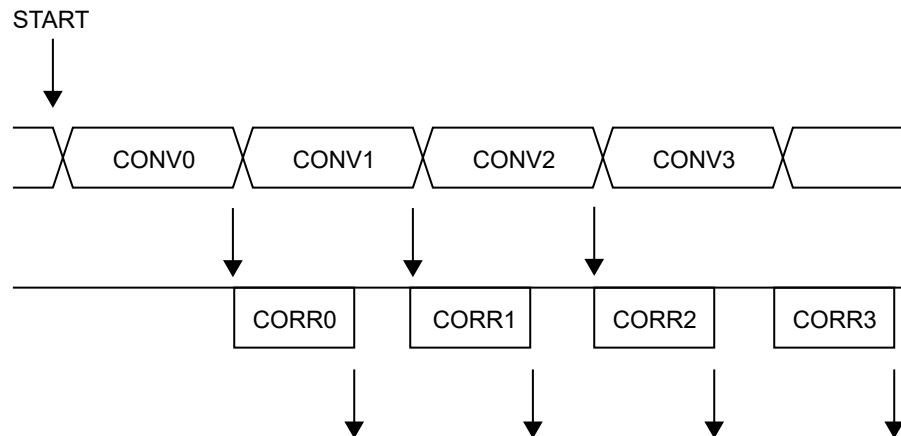 START
CONV0 CONV1 CONV2 CONV3
CORR0 CORR1 CORR2 CORR3